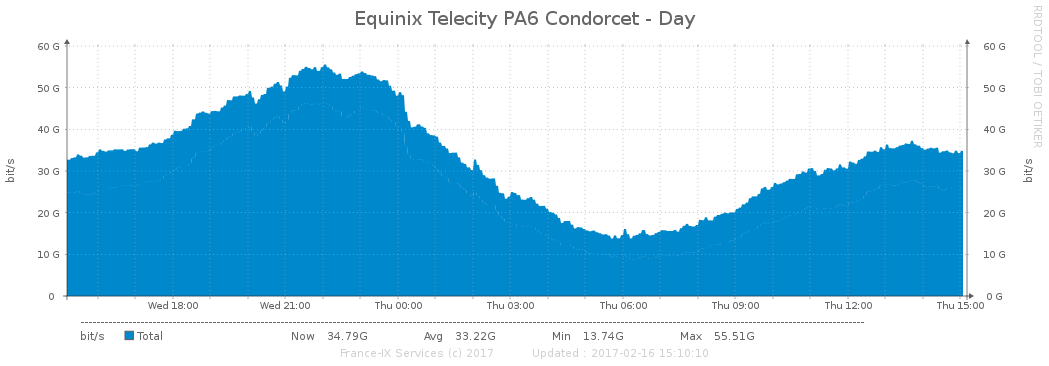 Equinix Telecity PA6 Condorcet - Day
RRDTOOL / TOBI OETIKER
60 G 60 G
50 G 50 G
40 G 40 G
30 G 30 G
20 G 20 G
10 G 10 G
0 0 G
bit/s
bit/s
Wed 18:00 Wed 21:00 Thu 00:00 Thu 03:00 Thu 06:00 Thu 09:00 Thu 12:00 Thu 15:00
bit/s Total Now 34.79G Avg 33.22G Min 13.74G Max 55.51G
France-IX Services (c) 2017 Updated : 2017-02-16 15:10:10